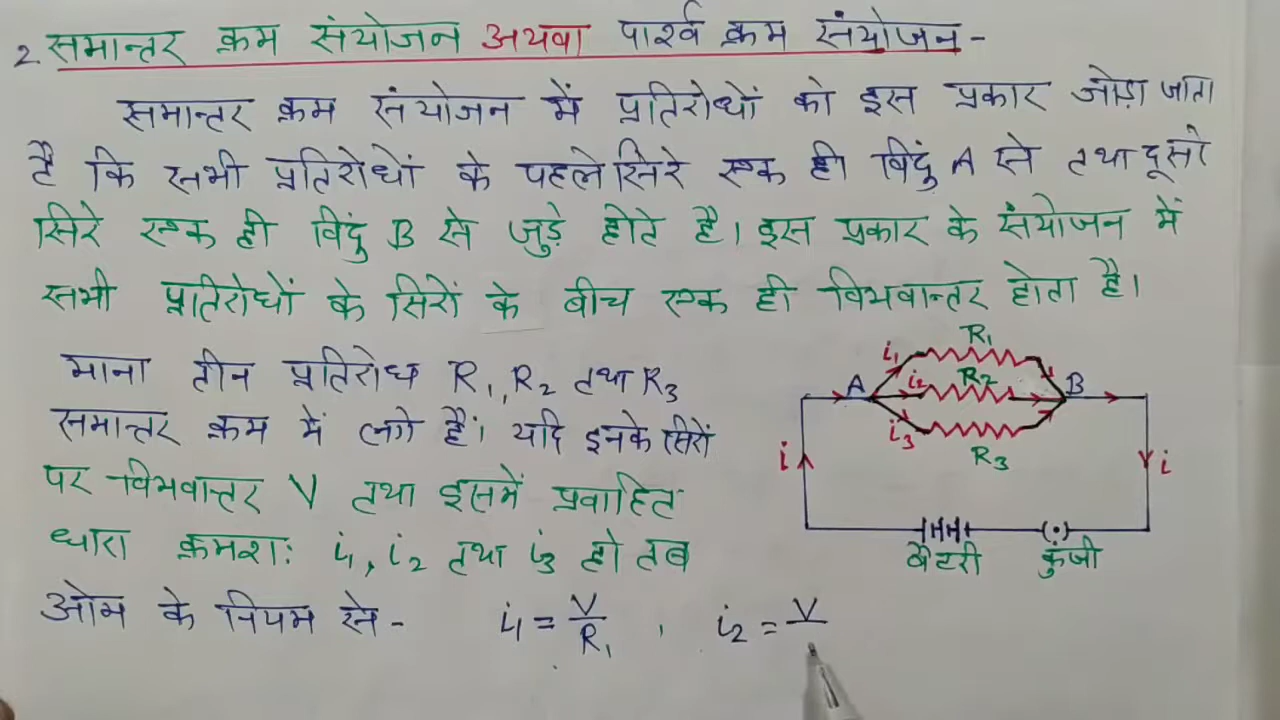 2. समान्तर क्रम संयोजन अथवा पार्श्व क्रम संयोजन-
समान्तर क्रम संयोजन में प्रतिरोधों को इस प्रकार जोड़ा जाता
है कि सभी प्रतिरोधों के पहले सिरे एक ही विदुं A से तथा दूसरे
सिरे एक ही विदुं B से जुड़े होते है। इस प्रकार के संयोजन में
सभी प्रतिरोधों के सिरों के बीच एक ही विभवान्तर होता है।
माना तीन प्रतिरोध R1, R2 तथा R3
समान्तर क्रम में लगे हैं। यदि इनके सिरों
पर विभवान्तर V तथा इसमें प्रवाहित
धारा क्रमशः i1, i2 तथा i3 हो तब
ओम के नियम से - i1 = V/R1 , i2 = V/
R1
i1
A i2 R2 B
i3 R3
i i
बैटरी कुंजी